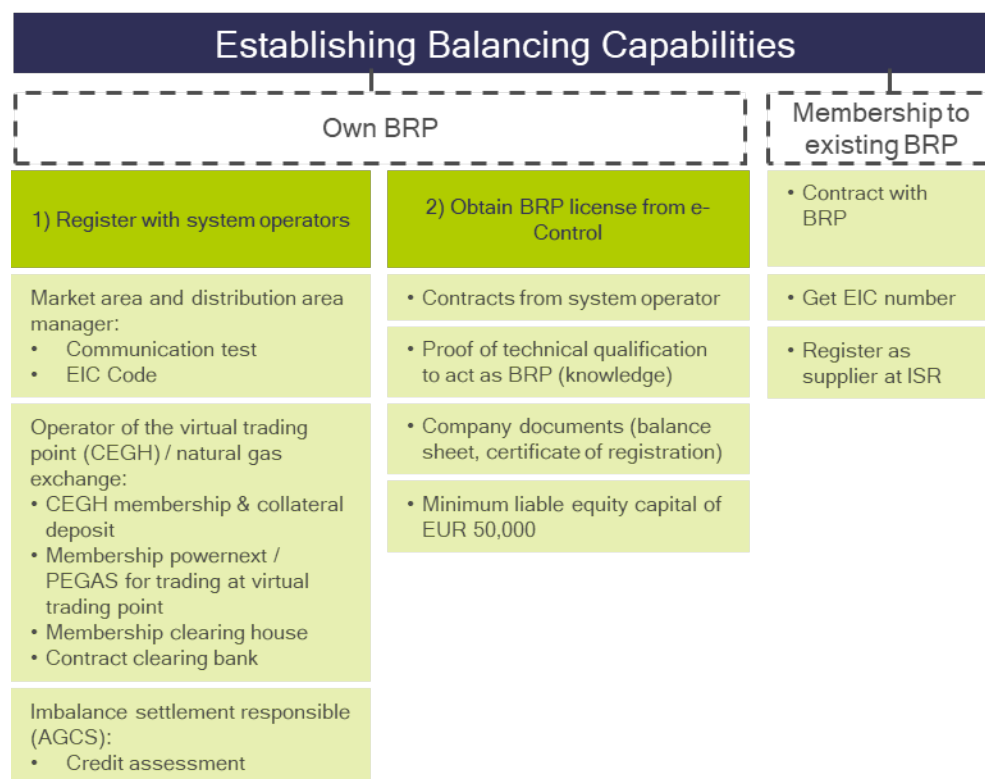 Establishing Balancing Capabilities
Own BRP
Membership to
existing BRP
1) Register with system operators
2) Obtain BRP license from e-
Control
• Contract with
BRP
Market area and distribution area
manager:
• Communication test
• EIC Code
• Contracts from system operator
• Get EIC number
• Proof of technical qualification
to act as BRP (knowledge)
• Register as
supplier at ISR
Operator of the virtual trading
point (CEGH) / natural gas
exchange:
• CEGH membership & collateral
deposit
• Membership powernext /
PEGAS for trading at virtual
trading point
• Membership clearing house
• Contract clearing bank
• Company documents (balance
sheet, certificate of registration)
• Minimum liable equity capital of
EUR 50,000
Imbalance settlement responsible
(AGCS):
• Credit assessment